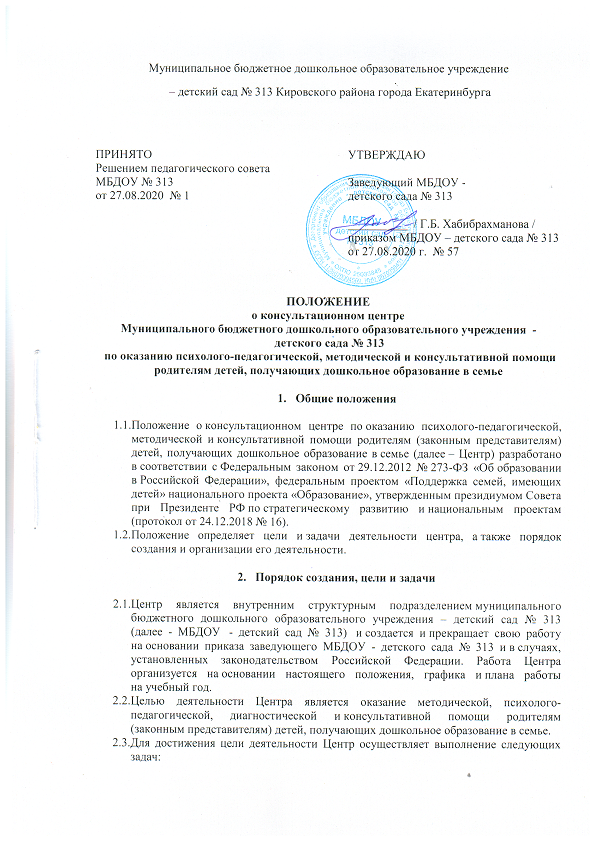 Муниципальное бюджетное дошкольное образовательное учреждение
– детский сад № 313 Кировского района города Екатеринбурга
ПРИНЯТО
Решением педагогического совета
МБДОУ № 313
от 27.08.2020 № 1
УТВЕРЖДАЮ
Заведующий МБДОУ -
детского сада № 313
/ Г.Б. Хабибрахманова /
приказом МБДОУ – детского сада № 313
от 27.08.2020 г. № 57
МБДОУ
ПОЛОЖЕНИЕ
о консультационном центре
Муниципального бюджетного дошкольного образовательного учреждения -
детского сада № 313
по оказанию психолого-педагогической, методической и консультативной помощи
родителям детей, получающих дошкольное образование в семье
1. Общие положения
1.1.Положение о консультационном центре по оказанию психолого-педагогической,
методической и консультативной помощи родителям (законным представителям)
детей, получающих дошкольное образование в семье (далее – Центр) разработано
в соответствии с Федеральным законом от 29.12.2012 № 273-ФЗ «Об образовании
в Российской Федерации», федеральным проектом «Поддержка семей, имеющих
детей» национального проекта «Образование», утвержденным президиумом Совета
при Президенте РФ по стратегическому развитию и национальным проектам
(протокол от 24.12.2018 № 16).
1.2.Положение определяет цели и задачи деятельности центра, а также порядок
создания и организации его деятельности.
2. Порядок создания, цели и задачи
2.1.Центр является внутренним структурным подразделением муниципального
бюджетного дошкольного образовательного учреждения – детский сад № 313
(далее - МБДОУ - детский сад № 313) и создается и прекращает свою работу
на основании приказа заведующего МБДОУ - детского сада № 313 и в случаях,
установленных законодательством Российской Федерации. Работа Центра
организуется на основании настоящего положения, графика и плана работы
на учебный год.
2.2.Целью деятельности Центра является оказание методической, психолого-
педагогической, диагностической и консультативной помощи родителям
(законным представителям) детей, получающих дошкольное образование в семье.
2.3.Для достижения цели деятельности Центр осуществляет выполнение следующих
задач: